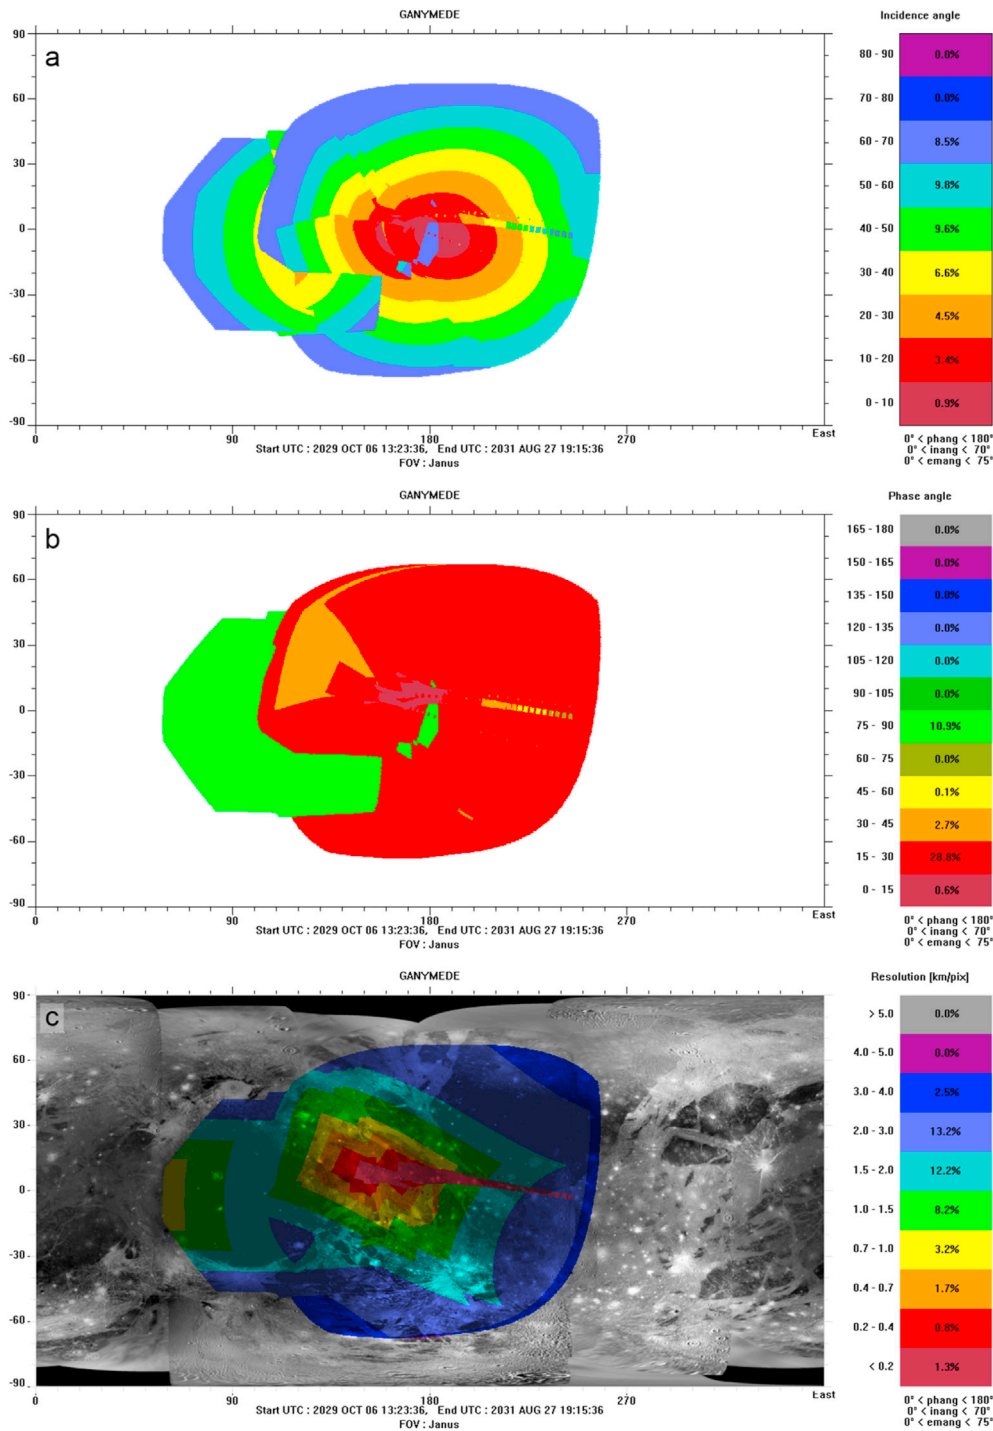 GANYMEDE
Incidence angle
a
90
60
30
0
-30
-60
-90
0
90
180
270
East
Start UTC : 2029 OCT 06 13:23:36,   End UTC : 2031 AUG 27 19:15:36
FOV : Janus
80 - 90 0.0%
70 - 80 0.0%
60 - 70 8.5%
50 - 60 9.8%
40 - 50 9.6%
30 - 40 6.6%
20 - 30 4.5%
10 - 20 3.4%
0 - 10 0.9%
0° < phang < 180°
0° < inang < 70°
0° < emang < 75°
GANYMEDE
Phase angle
b
90
60
30
0
-30
-60
-90
0
90
180
270
East
Start UTC : 2029 OCT 06 13:23:36,   End UTC : 2031 AUG 27 19:15:36
FOV : Janus
165 - 180 0.0%
150 - 165 0.0%
135 - 150 0.0%
120 - 135 0.0%
105 - 120 0.0%
90 - 105 0.0%
75 - 90 10.9%
60 - 75 0.0%
45 - 60 0.1%
30 - 45 2.7%
15 - 30 28.8%
0 - 15 0.6%
0° < phang < 180°
0° < inang < 70°
0° < emang < 75°
GANYMEDE
Resolution [km/pix]
c
90
60
30
0
-30
-60
-90
0
90
180
270
East
Start UTC : 2029 OCT 06 13:23:36,   End UTC : 2031 AUG 27 19:15:36
FOV : Janus
> 5.0 0.0%
4.0 - 5.0 0.0%
3.0 - 4.0 2.5%
2.0 - 3.0 13.2%
1.5 - 2.0 12.2%
1.0 - 1.5 8.2%
0.7 - 1.0 3.2%
0.4 - 0.7 1.7%
0.2 - 0.4 0.8%
< 0.2 1.3%
0° < phang < 180°
0° < inang < 70°
0° < emang < 75°